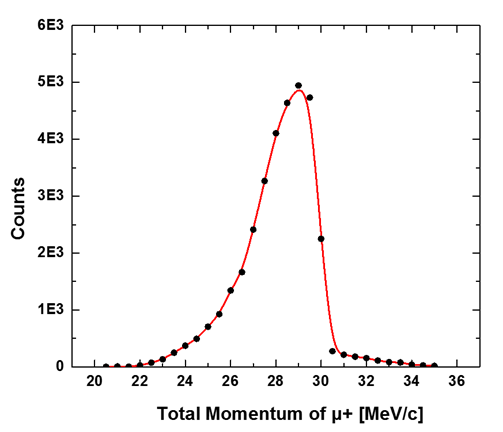 6E3
5E3
4E3
3E3
2E3
1E3
0
Counts
20 22 24 26 28 30 32 34 36
Total Momentum of μ+ [MeV/c]